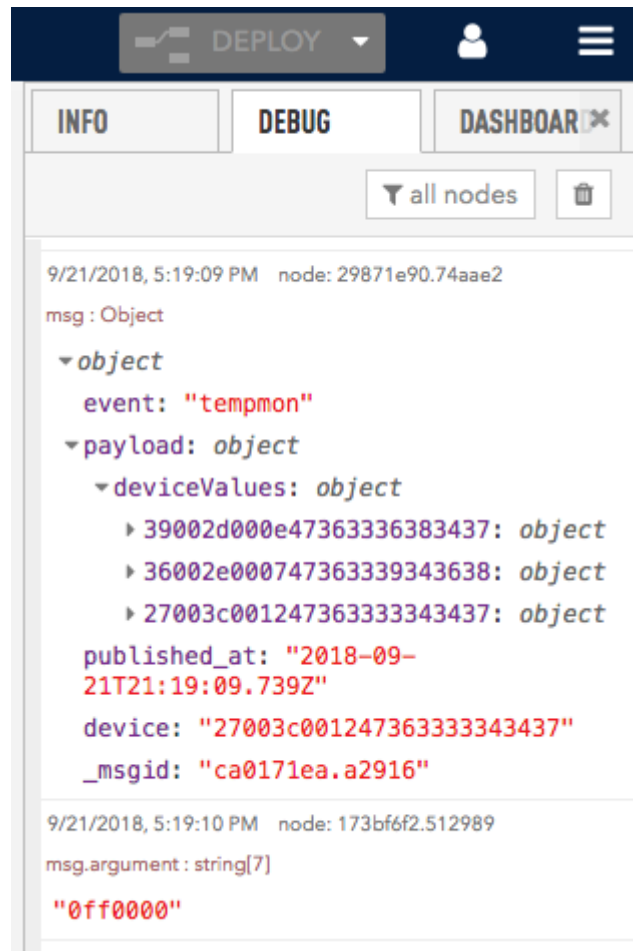 DEPLOY
INFO DEBUG DASHBOAR
all nodes
9/21/2018, 5:19:09 PM node: 29871e90.74aae2
msg : Object
object
event: "tempmon"
payload: object
deviceValues: object
39002d000e47363336383437: object
36002e000747363339343638: object
27003c001247363333343437: object
published_at: "2018-09-
21T21:19:09.739Z"
device: "27003c001247363333343437"
_msgid: "ca0171ea.a2916"
9/21/2018, 5:19:10 PM node: 173bf6f2.512989
msg.argument : string[7]
"0ff0000"